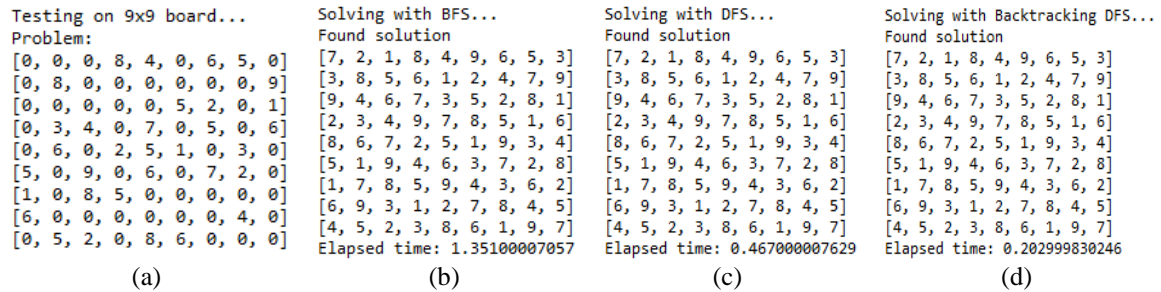 Testing on 9x9 board...
Problem:
[0, 0, 0, 8, 4, 0, 6, 5, 0]
[0, 8, 0, 0, 0, 0, 0, 0, 9]
[0, 0, 0, 0, 0, 5, 2, 0, 1]
[0, 3, 4, 0, 7, 0, 5, 0, 6]
[0, 6, 0, 2, 5, 1, 0, 3, 0]
[5, 0, 9, 0, 6, 0, 7, 2, 0]
[1, 0, 8, 5, 0, 0, 0, 0, 0]
[6, 0, 0, 0, 0, 0, 0, 4, 0]
[0, 5, 2, 0, 8, 6, 0, 0, 0]
(a)
Solving with BFS...
Found solution
[7, 2, 1, 8, 4, 9, 6, 5, 3]
[3, 8, 5, 6, 1, 2, 4, 7, 9]
[9, 4, 6, 7, 3, 5, 2, 8, 1]
[2, 3, 4, 9, 7, 8, 5, 1, 6]
[8, 6, 7, 2, 5, 1, 9, 3, 4]
[5, 1, 9, 4, 6, 3, 7, 2, 8]
[1, 7, 8, 5, 9, 4, 3, 6, 2]
[6, 9, 3, 1, 2, 7, 8, 4, 5]
[4, 5, 2, 3, 8, 6, 1, 9, 7]
Elapsed time: 1.35100007057
(b)
Solving with DFS...
Found solution
[7, 2, 1, 8, 4, 9, 6, 5, 3]
[3, 8, 5, 6, 1, 2, 4, 7, 9]
[9, 4, 6, 7, 3, 5, 2, 8, 1]
[2, 3, 4, 9, 7, 8, 5, 1, 6]
[8, 6, 7, 2, 5, 1, 9, 3, 4]
[5, 1, 9, 4, 6, 3, 7, 2, 8]
[1, 7, 8, 5, 9, 4, 3, 6, 2]
[6, 9, 3, 1, 2, 7, 8, 4, 5]
[4, 5, 2, 3, 8, 6, 1, 9, 7]
Elapsed time: 0.467000007629
(c)
Solving with Backtracking DFS...
Found solution
[7, 2, 1, 8, 4, 9, 6, 5, 3]
[3, 8, 5, 6, 1, 2, 4, 7, 9]
[9, 4, 6, 7, 3, 5, 2, 8, 1]
[2, 3, 4, 9, 7, 8, 5, 1, 6]
[8, 6, 7, 2, 5, 1, 9, 3, 4]
[5, 1, 9, 4, 6, 3, 7, 2, 8]
[1, 7, 8, 5, 9, 4, 3, 6, 2]
[6, 9, 3, 1, 2, 7, 8, 4, 5]
[4, 5, 2, 3, 8, 6, 1, 9, 7]
Elapsed time: 0.202999830246
(d)